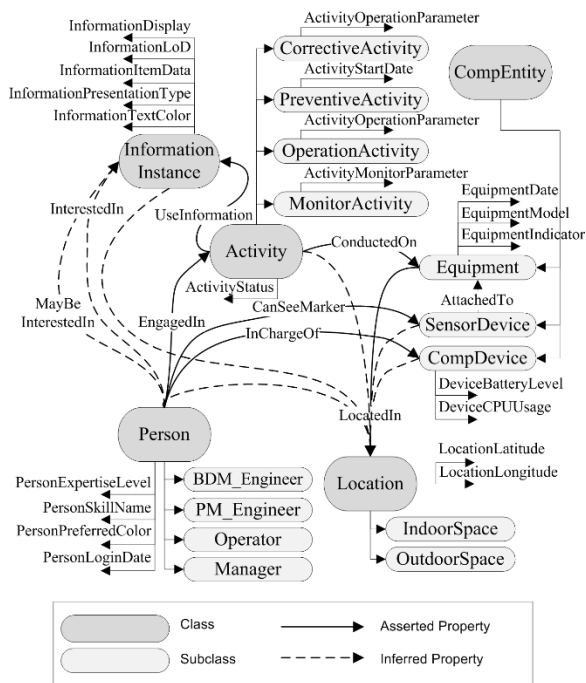 InformationDisplay
InformationLoD
InformationItemData
InformationPresentationType
InformationTextColor
Information
Instance
ActivityOperationParameter
CorrectiveActivity
ActivityStartDate
PreventiveActivity
ActivityOperationParameter
OperationActivity
ActivityMonitorParameter
MonitorActivity
CompEntity
EquipmentDate
EquipmentModel
EquipmentIndicator
InterestedIn
UseInformation
Activity
ActivityStatus
ConductedOn
Equipment
AttachedTo
CanSeeMarker
SensorDevice
MayBe
InterestedIn
EngagedIn
InChargeOf
CompDevice
DeviceBatteryLevel
DeviceCPUUsage
LocatedIn
Person
PersonExpertiseLevel
PersonSkillName
PersonPreferredColor
PersonLoginDate
BDM_Engineer
PM_Engineer
Operator
Manager
Location
LocationLatitude
LocationLongitude
IndoorSpace
OutdoorSpace
Class
Asserted Property
Subclass
Inferred Property